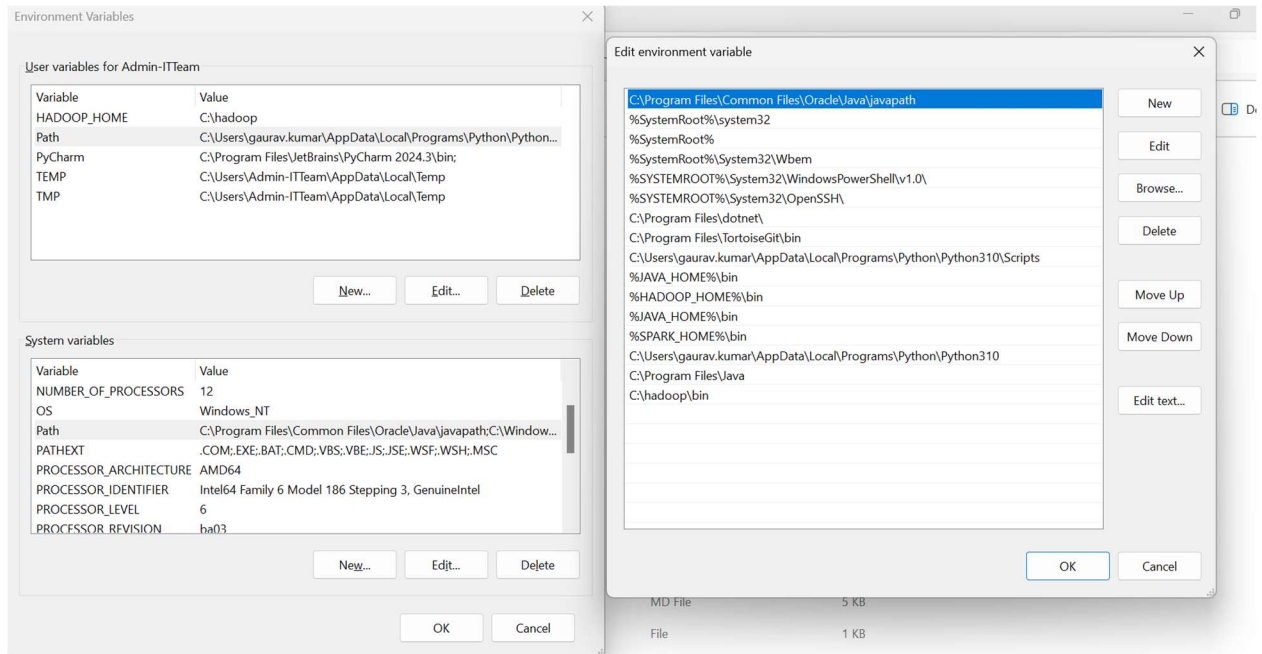 Environment Variables
User variables for Admin-ITTeam
Variable Value
HADOOP_HOME C:\hadoop
Path C:\Users\gaurav.kumar\AppData\Local\Programs\Python\Python...
PyCharm C:\Program Files\JetBrains\PyCharm 2024.3\bin;
TEMP C:\Users\Admin-ITTeam\AppData\Local\Temp
TMP C:\Users\Admin-ITTeam\AppData\Local\Temp
New... Edit... Delete
System variables
Variable Value
NUMBER_OF_PROCESSORS 12
OS Windows_NT
Path C:\Program Files\Common Files\Oracle\Java\javapath;C:\Window...
PATHEXT .COM;.EXE;.BAT;.CMD;.VBS;.VBE;.JS;.JSE;.WSF;.WSH;.MSC
PROCESSOR_ARCHITECTURE AMD64
PROCESSOR_IDENTIFIER Intel64 Family 6 Model 186 Stepping 3, GenuineIntel
PROCESSOR_LEVEL 6
PROCESSOR_REVISION ba03
New... Edit... Delete
OK Cancel
Edit environment variable
C:\Program Files\Common Files\Oracle\Java\javapath
%SystemRoot%\system32
%SystemRoot%
%SystemRoot%\System32\Wbem
%SYSTEMROOT%\System32\WindowsPowerShell\v1.0\
%SYSTEMROOT%\System32\OpenSSH\
C:\Program Files\dotnet\
C:\Program Files\TortoiseGit\bin
C:\Users\gaurav.kumar\AppData\Local\Programs\Python\Python310\Scripts
%JAVA_HOME%\bin
%HADOOP_HOME%\bin
%JAVA_HOME%\bin
%SPARK_HOME%\bin
C:\Users\gaurav.kumar\AppData\Local\Programs\Python\Python310
C:\Program Files\Java
C:\hadoop\bin
New
Edit
Browse...
Delete
Move Up
Move Down
Edit text...
OK Cancel
MD File 5 KB
File 1 KB